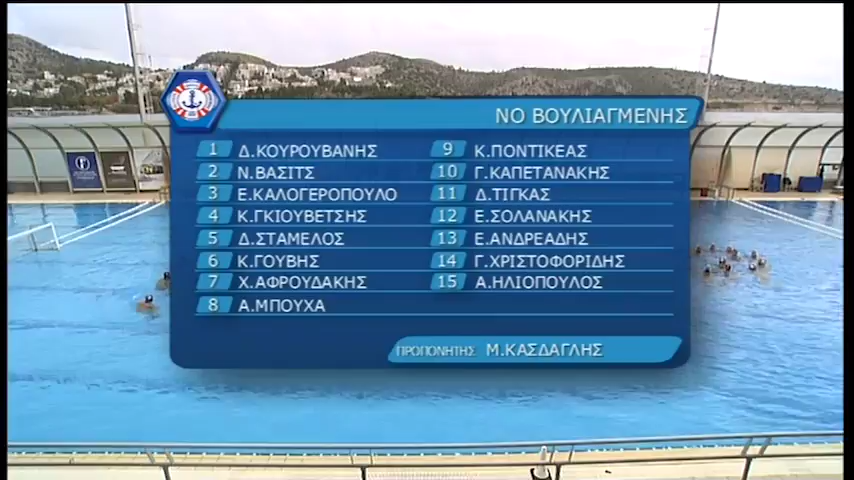 ΝΟ ΒΟΥΛΙΑΓΜΕΝΗΣ
1 Δ.ΚΟΥΡΟΥΒΑΝΗΣ
2 Ν.ΒΑΣΙΤΣ
3 Ε.ΚΑΛΟΓΕΡΟΠΟΥΛΟ
4 Κ.ΓΚΙΟΥΒΕΤΣΗΣ
5 Δ.ΣΤΑΜΕΛΟΣ
6 Κ.ΓΟΥΒΗΣ
7 Χ.ΑΦΡΟΥΔΑΚΗΣ
8 Α.ΜΠΟΥΧΑ
9 Κ.ΠΟΝΤΙΚΕΑΣ
10 Γ.ΚΑΠΕΤΑΝΑΚΗΣ
11 Δ.ΤΙΓΚΑΣ
12 Ε.ΣΟΛΑΝΑΚΗΣ
13 Ε.ΑΝΔΡΕΑΔΗΣ
14 Γ.ΧΡΙΣΤΟΦΟΡΙΔΗΣ
15 Α.ΗΛΙΟΠΟΥΛΟΣ
ΠΡΟΠΟΝΗΤΗΣ Μ.ΚΑΣΔΑΓΛΗΣ